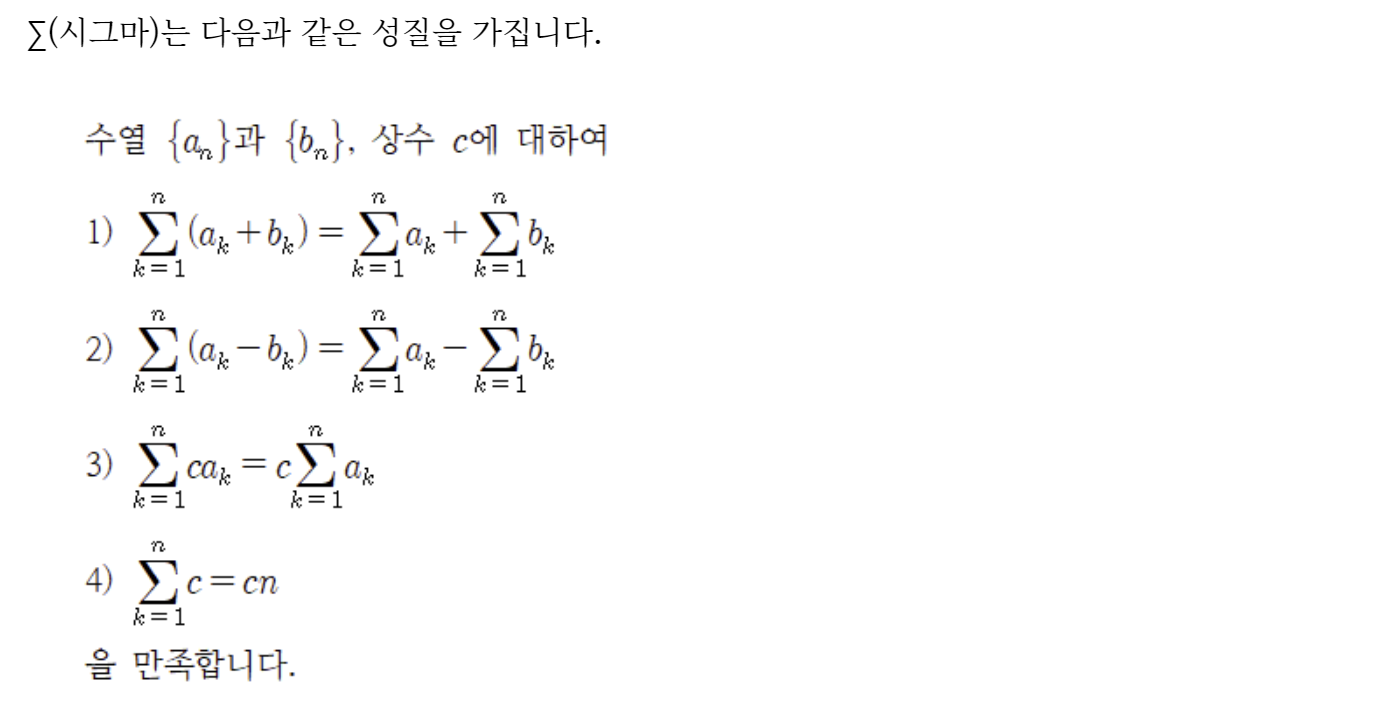 ∑(시그마)는 다음과 같은 성질을 가집니다.
수열 {aₙ}과 {bₙ}, 상수 c에 대하여
1) $\sum_{k=1}^{n}(a_k+b_k)=\sum_{k=1}^{n}a_k+\sum_{k=1}^{n}b_k$
2) $\sum_{k=1}^{n}(a_k-b_k)=\sum_{k=1}^{n}a_k-\sum_{k=1}^{n}b_k$
3) $\sum_{k=1}^{n}ca_k=c\sum_{k=1}^{n}a_k$
4) $\sum_{k=1}^{n}c=cn$
을 만족합니다.